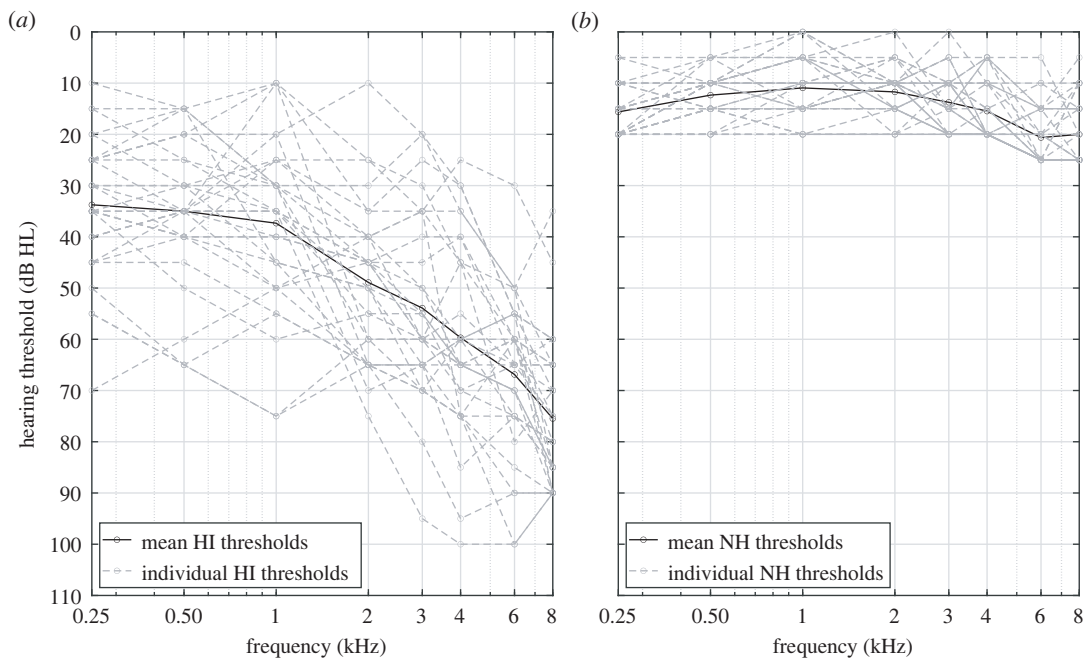 (a)
(b)
hearing threshold (dB HL)
0
10
20
30
40
50
60
70
80
90
100
110
mean HI thresholds
individual HI thresholds
0.25 0.50 1 2 3 4 6 8
frequency (kHz)
mean NH thresholds
individual NH thresholds
0.25 0.50 1 2 3 4 6 8
frequency (kHz)